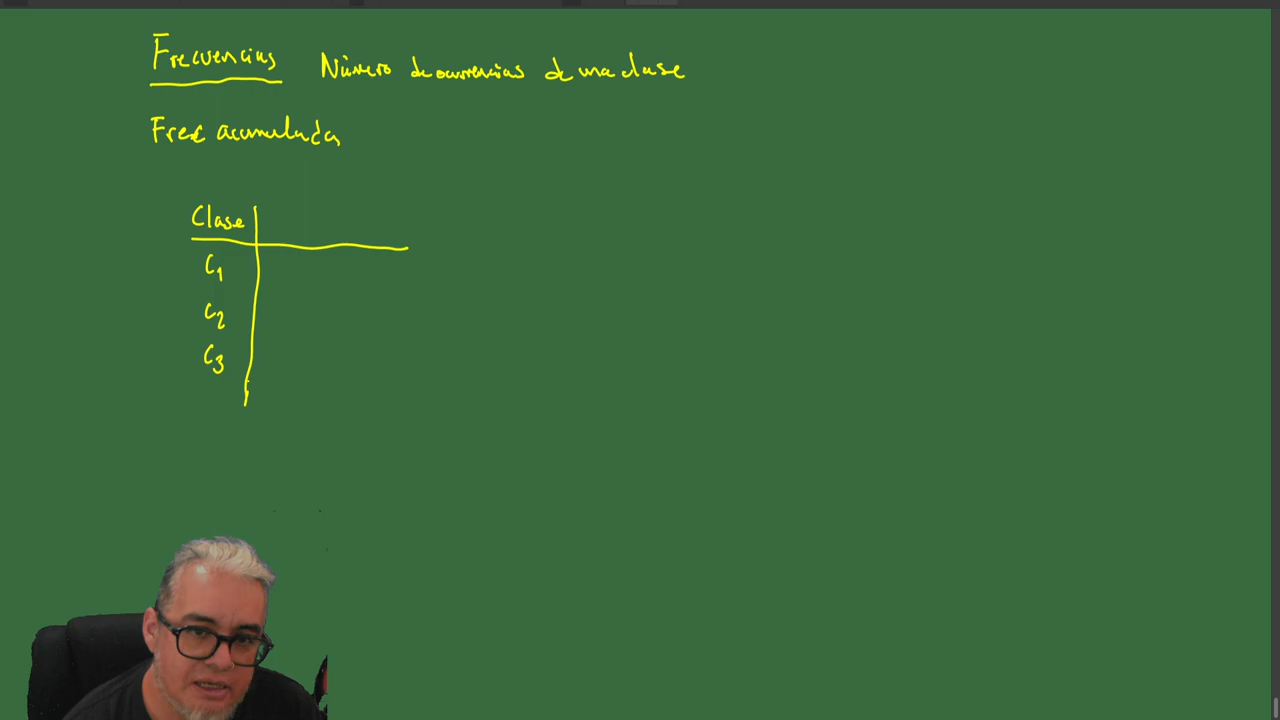 Frecuencias Número de ocurrencias de una clase
Frec acumulada
Clase
C1
C2
C3